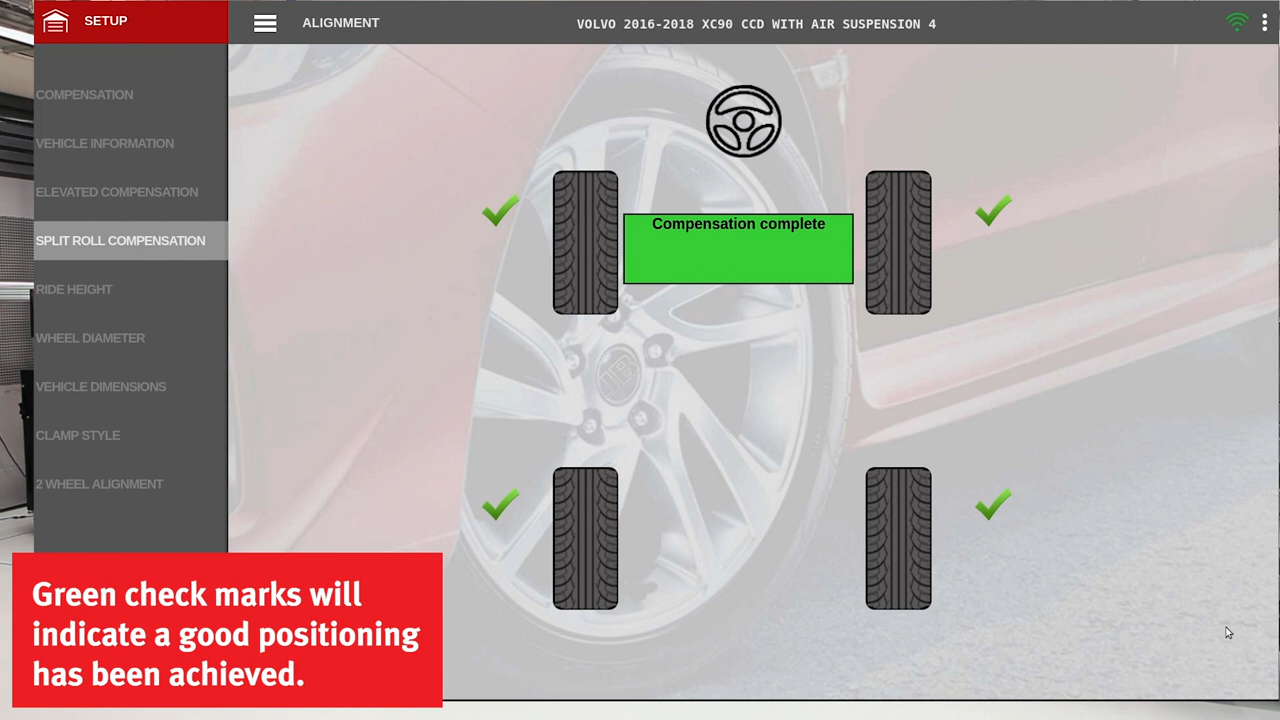 SETUP
ALIGNMENT
VOLVO 2016-2018 XC90 CCD WITH AIR SUSPENSION 4
COMPENSATION
VEHICLE INFORMATION
ELEVATED COMPENSATION
SPLIT ROLL COMPENSATION
RIDE HEIGHT
WHEEL DIAMETER
VEHICLE DIMENSIONS
CLAMP STYLE
2 WHEEL ALIGNMENT
Compensation complete
Green check marks will
indicate a good positioning
has been achieved.